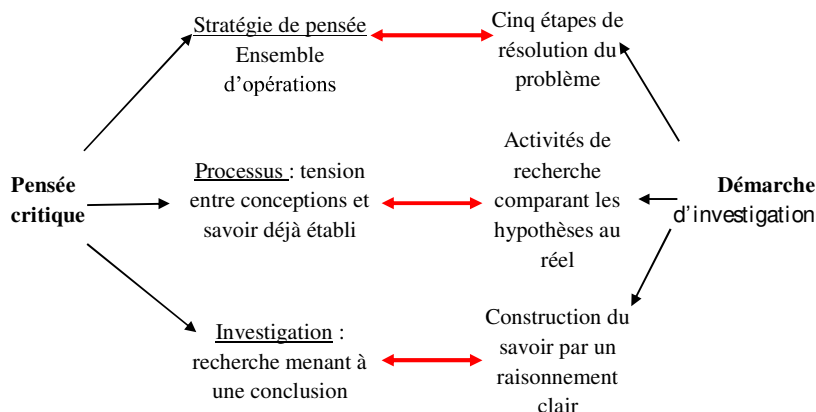 Stratégie de pensée
Ensemble
d’opérations
Cinq étapes de
résolution du
problème
Pensée
critique
Processus : tension
entre conceptions et
savoir déjà établi
Activités de
recherche
comparant les
hypothèses au
réel
Démarche
d’investigation
Investigation :
recherche menant à
une conclusion
Construction du
savoir par un
raisonnement
clair